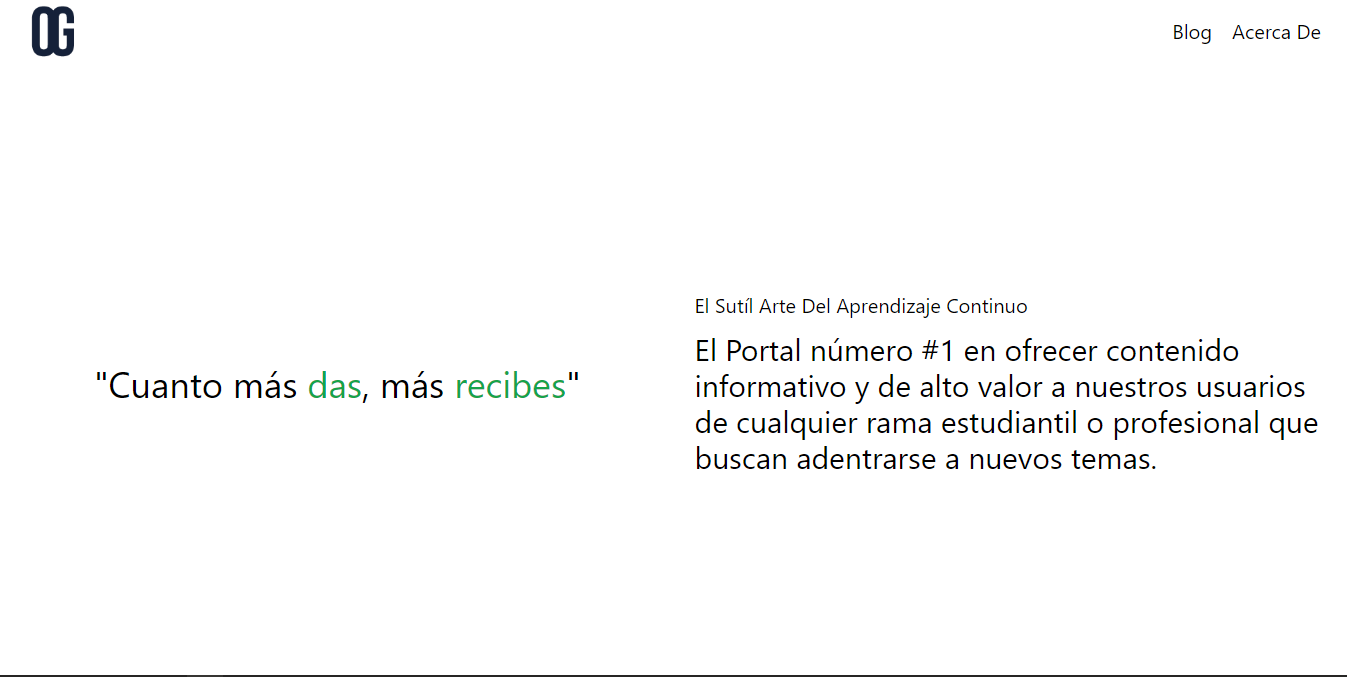 OG
Blog
Acerca De
"Cuanto más das, más recibes"
El Sutíl Arte Del Aprendizaje Continuo
El Portal número #1 en ofrecer contenido
informativo y de alto valor a nuestros usuarios
de cualquier rama estudiantil o profesional que
buscan adentrarse a nuevos temas.